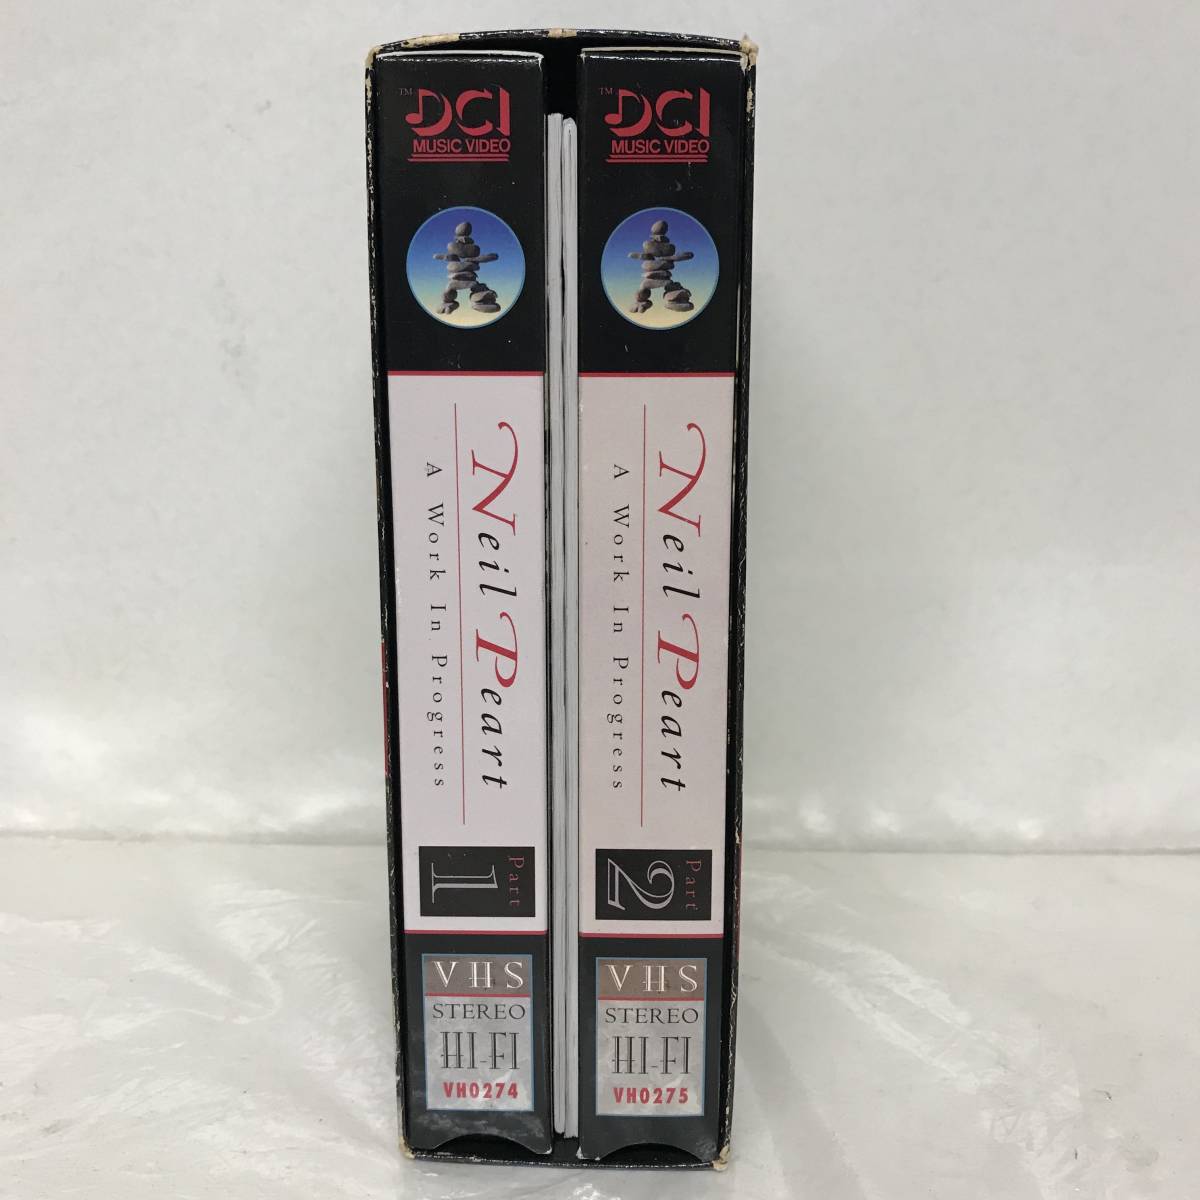 TM
DCI
MUSIC VIDEO
Neil Peart
A Work In Progress
Part
1
VHS
STEREO
HI-FI
VH0274
TM
DCI
MUSIC VIDEO
Neil Peart
A Work In Progress
Part
2
VHS
STEREO
HI-FI
VH0275